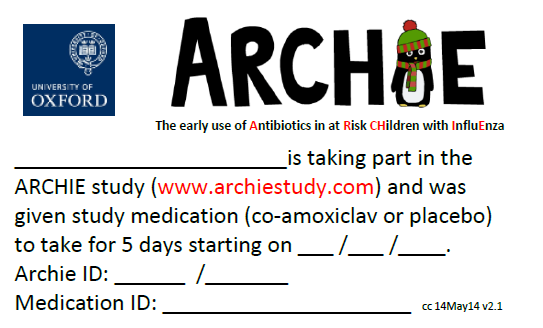 UNIVERSITY OF
OXFORD
ARCHIE
The early use of Antibiotics in at Risk CHildren with InfluEnza
______________________is taking part in the
ARCHIE study (www.archiestudy.com) and was
given study medication (co-amoxiclav or placebo)
to take for 5 days starting on ___ /___ /____.
Archie ID: ______ /_______
Medication ID: _____________________ cc 14May14 v2.1